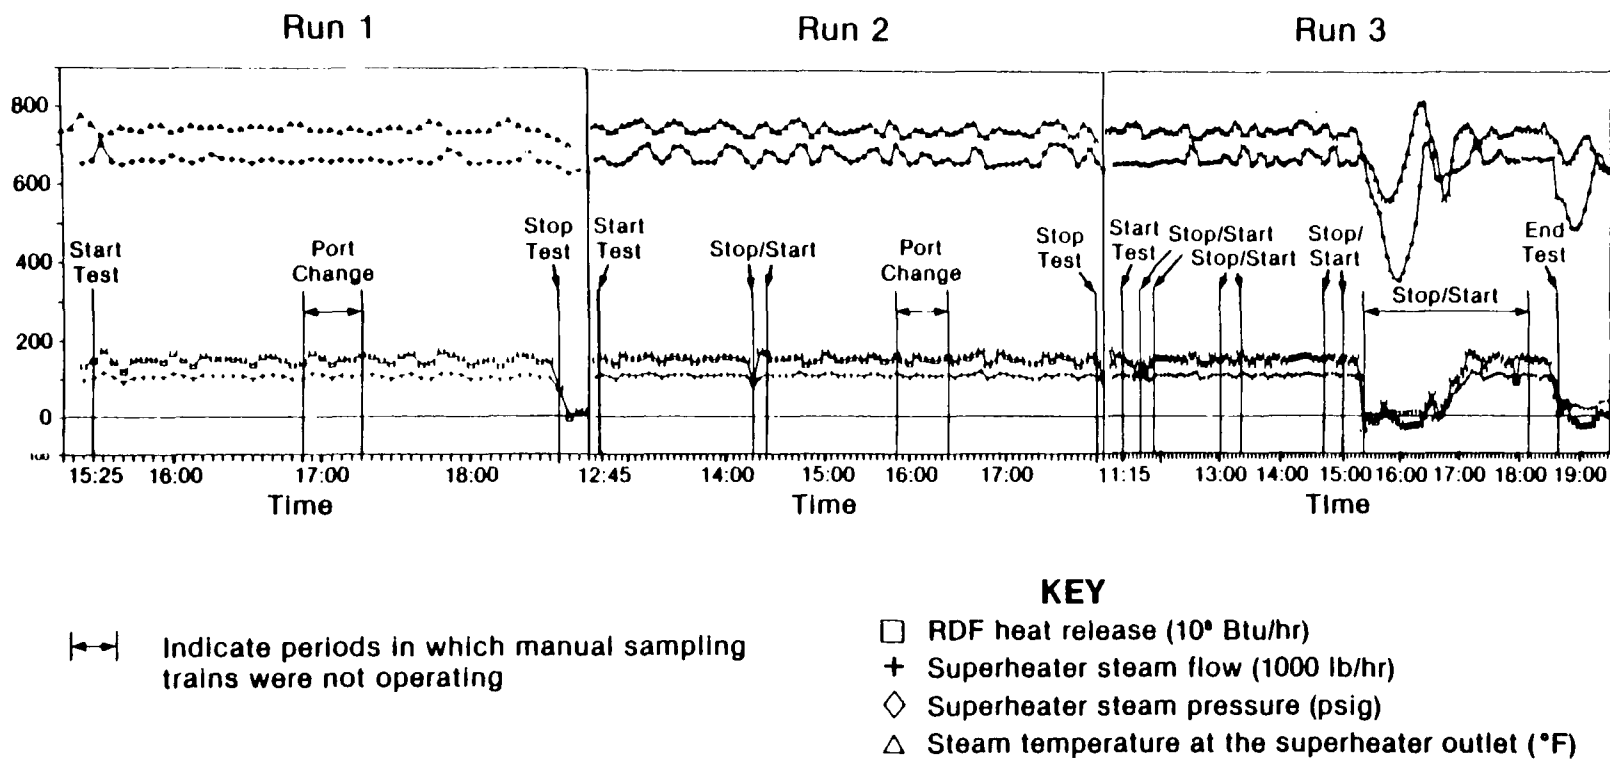 Run 1
Run 2
Run 3
800
600
400
200
0
Start
Test
Port
Change
Stop
Test
Start
Test
Stop/Start
Port
Change
Stop
Test
Start
Test
Stop/Start
Stop/Start
Stop/
Start
Stop/Start
End
Test
15:25 16:00 17:00 18:00
12:45 14:00 15:00 16:00 17:00
11:15 13:00 14:00 15:00 16:00 17:00 18:00 19:00
Time
Time
Time
Indicate periods in which manual sampling
trains were not operating
KEY
RDF heat release (10⁶ Btu/hr)
Superheater steam flow (1000 lb/hr)
Superheater steam pressure (psig)
Steam temperature at the superheater outlet (°F)